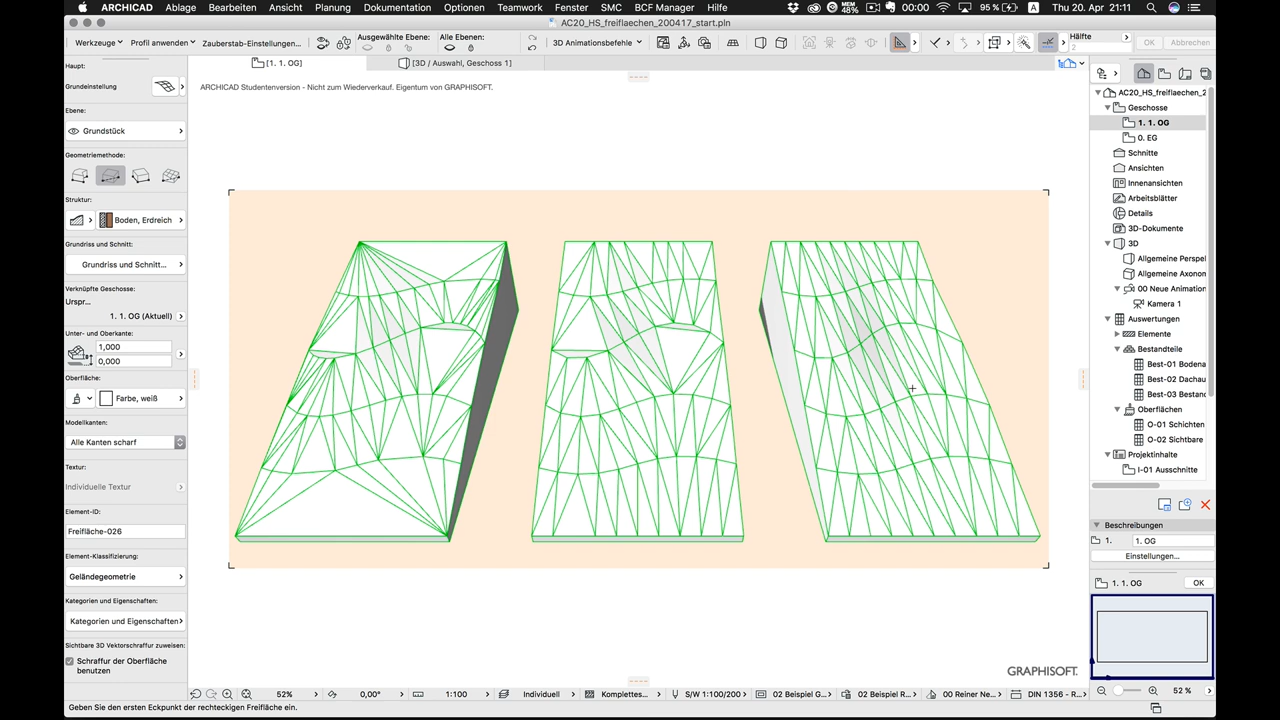 ARCHICAD Ablage Bearbeiten Ansicht Planung Dokumentation Optionen Teamwork Fenster SMC BCF Manager Hilfe MEM 48% 00:00 95 % Thu 20. Apr. 21:11
AC20_HS_freiflaechen_200417_start.pln
Werkzeuge Profil anwenden Zauberstab-Einstellungen... Ausgewählte Ebene: Alle Ebenen: 3D Animationsbefehle Hälfte 2 OK Abbrechen
[1. 1. OG] [3D / Auswahl, Geschoss 1]
Haupt:
Grundeinstellung
Ebene:
Grundstück
Geometriemethode:
Struktur:
Boden, Erdreich
Grundriss und Schnitt:
Grundriss und Schnitt...
Verknüpfte Geschosse:
Urspr...
1. 1. OG (Aktuell)
Unter- und Oberkante:
1,000
0,000
Oberfläche:
Farbe, weiß
Modellkanten:
Alle Kanten scharf
Textur:
Individuelle Textur
Element-ID:
Freifläche-026
Element-Klassifizierung:
Geländegeometrie
Kategorien und Eigenschaften:
Kategorien und Eigenschaften
Sichtbare 3D Vektorschraffur zuweisen:
Schraffur der Oberfläche
benutzen
ARCHICAD Studentenversion - Nicht zum Wiederverkauf. Eigentum von GRAPHISOFT.
GRAPHISOFT.
AC20_HS_freiflaechen_2
Geschosse
1. 1. OG
0. EG
Schnitte
Ansichten
Innenansichten
Arbeitsblätter
Details
3D-Dokumente
3D
Allgemeine Perspel
Allgemeine Axonom
00 Neue Animation
Kamera 1
Auswertungen
Elemente
Bestandteile
Best-01 Bodena
Best-02 Dachau
Best-03 Bestand
Oberflächen
O-01 Schichten
O-02 Sichtbare
Projektinhalte
I-01 Ausschnitte
Beschreibungen
1. 1. OG
Einstellungen...
1. 1. OG OK
52 %
52% 0,00° 1:100 Individuell Komplettes... S/W 1:100/200 02 Beispiel G... 02 Beispiel R... 00 Reiner Ne... DIN 1356 - R...
Geben Sie den ersten Eckpunkt der rechteckigen Freifläche ein.